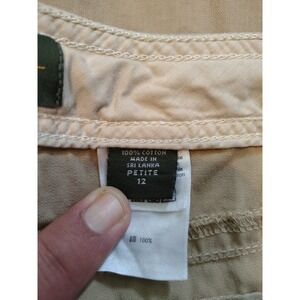 100% COTTON
MADE IN
SRI LANKA
PETITE
12
100%